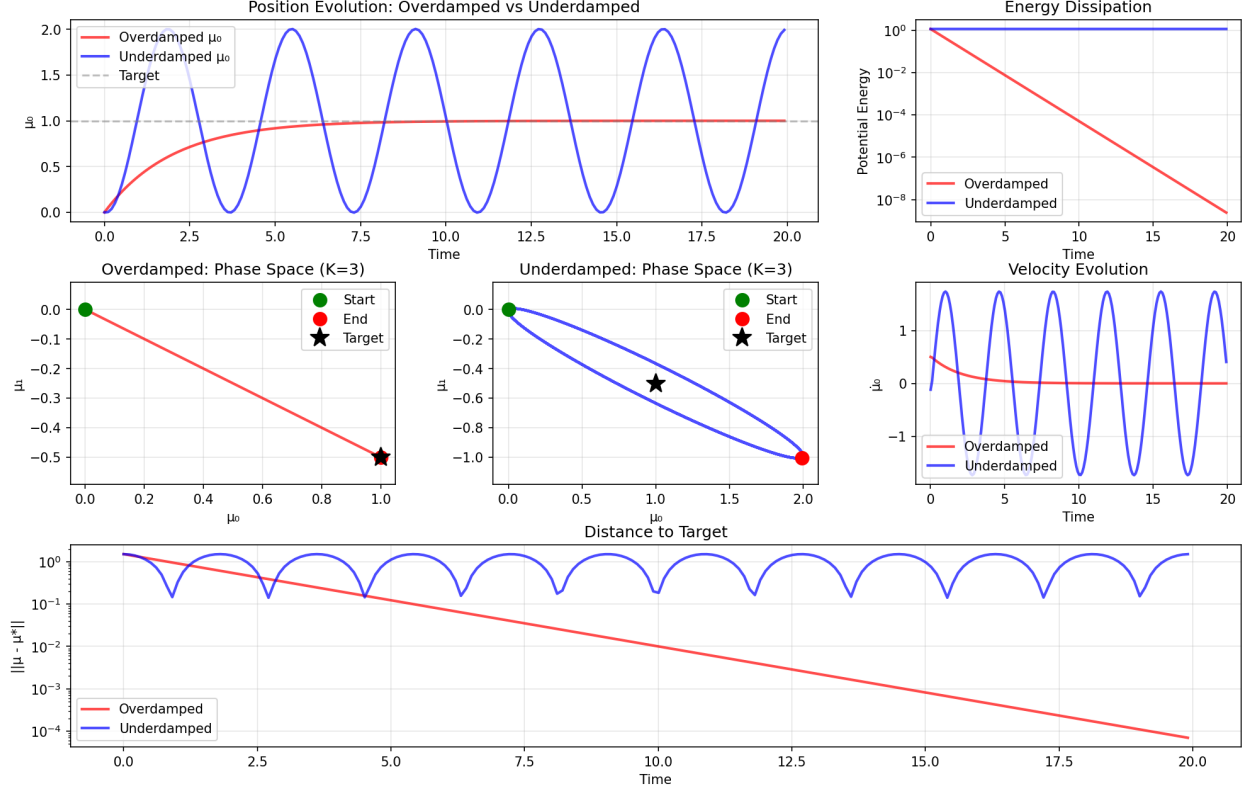 Position Evolution: Overdamped vs Underdamped
2.0
1.5
1.0
0.5
0.0
μ₀
Overdamped μ₀
Underdamped μ₀
Target
0.0 2.5 5.0 7.5 10.0 12.5 15.0 17.5 20.0
Time
Energy Dissipation
10⁰
10⁻²
10⁻⁴
10⁻⁶
10⁻⁸
Potential Energy
Overdamped
Underdamped
0 5 10 15 20
Time
Overdamped: Phase Space (K=3)
0.0
−0.1
−0.2
−0.3
−0.4
−0.5
μ₁
Start
End
Target
0.0 0.2 0.4 0.6 0.8 1.0
μ₀
Underdamped: Phase Space (K=3)
0.0
−0.2
−0.4
−0.6
−0.8
−1.0
μ₁
Start
End
Target
0.0 0.5 1.0 1.5 2.0
μ₀
Velocity Evolution
1
0
−1
μ̇₀
Overdamped
Underdamped
0 5 10 15 20
Time
Distance to Target
10⁰
10⁻¹
10⁻²
10⁻³
10⁻⁴
||μ - μ*||
Overdamped
Underdamped
0.0 2.5 5.0 7.5 10.0 12.5 15.0 17.5 20.0
Time